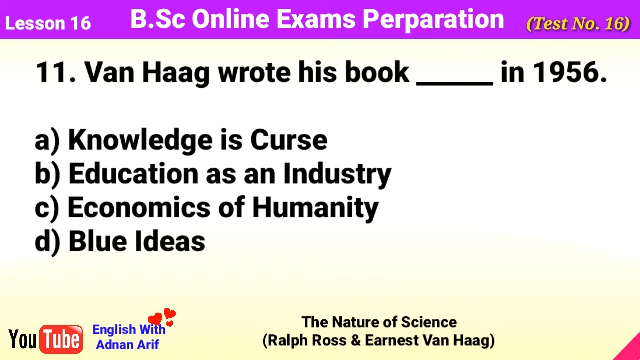 Lesson 16
B.Sc Online Exams Perparation
(Test No. 16)
11. Van Haag wrote his book ______ in 1956.
a) Knowledge is Curse
b) Education as an Industry
c) Economics of Humanity
d) Blue Ideas
YouTube
English With
Adnan Arif
The Nature of Science
(Ralph Ross & Earnest Van Haag)